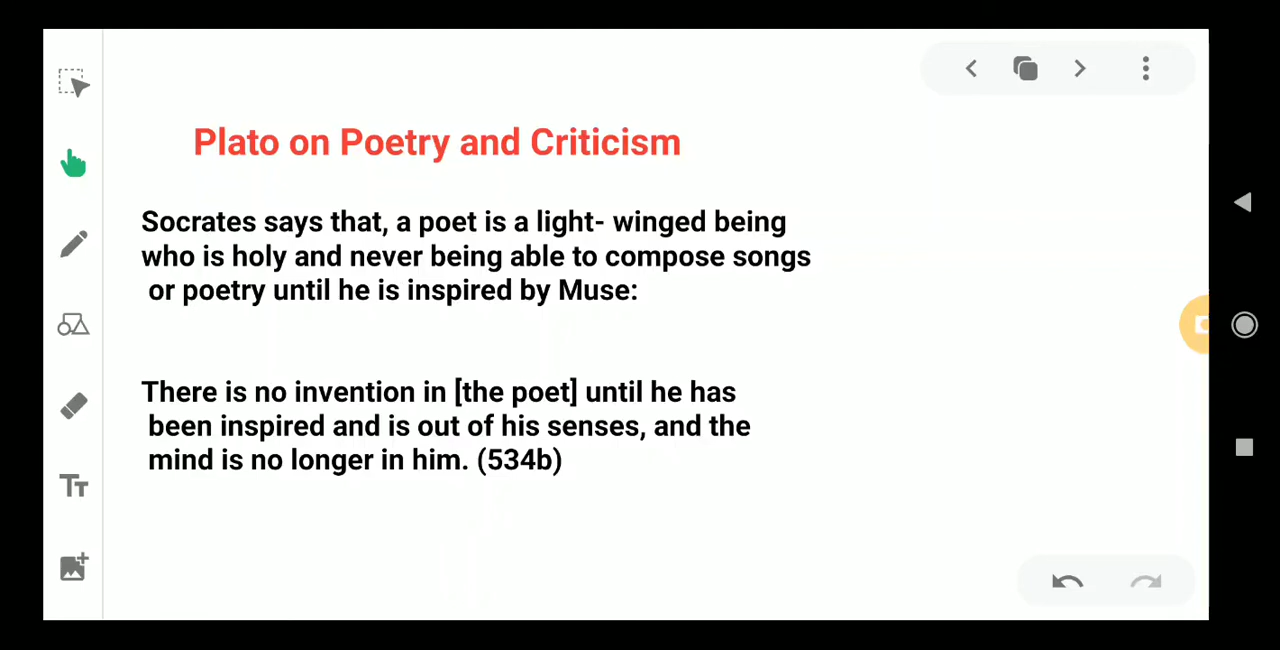 Plato on Poetry and Criticism
Socrates says that, a poet is a light- winged being
who is holy and never being able to compose songs
or poetry until he is inspired by Muse:
There is no invention in [the poet] until he has
been inspired and is out of his senses, and the
mind is no longer in him. (534b)
Tt